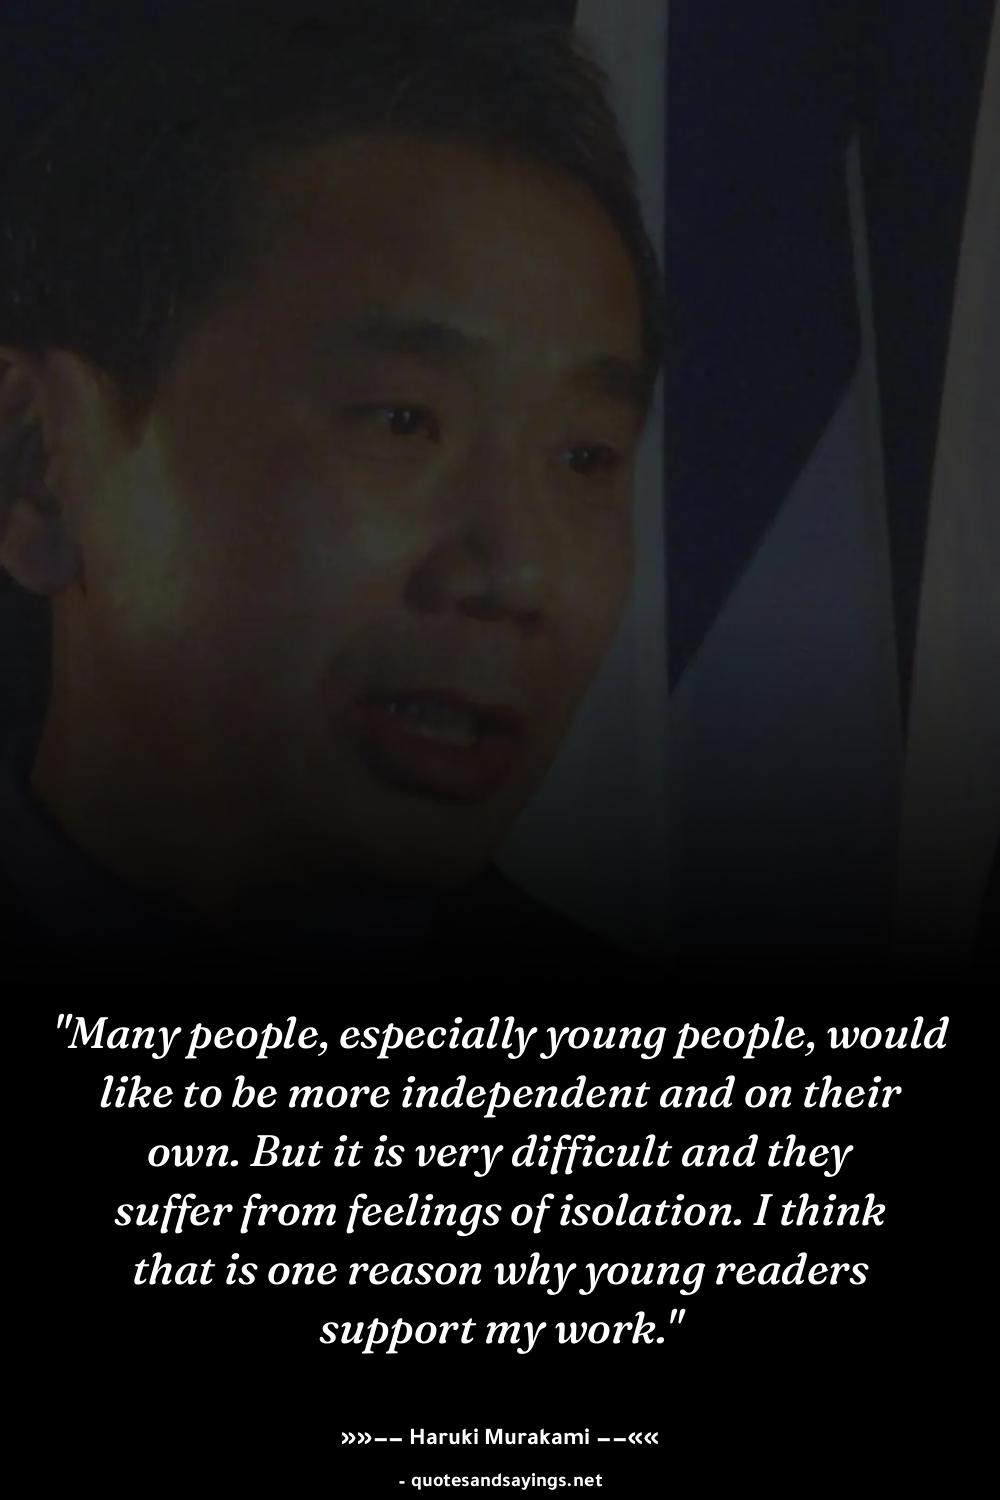 "Many people, especially young people, would
like to be more independent and on their
own. But it is very difficult and they
suffer from feelings of isolation. I think
that is one reason why young readers
support my work."
»»−− Haruki Murakami −−««
- quotesandsayings.net